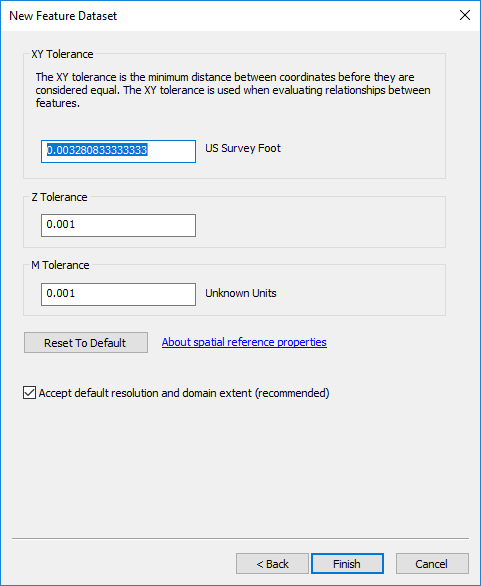 New Feature Dataset
XY Tolerance
The XY tolerance is the minimum distance between coordinates before they are
considered equal. The XY tolerance is used when evaluating relationships between
features.
0.003280833333333 US Survey Foot
Z Tolerance
0.001
M Tolerance
0.001 Unknown Units
Reset To Default About spatial reference properties
Accept default resolution and domain extent (recommended)
< Back Finish Cancel